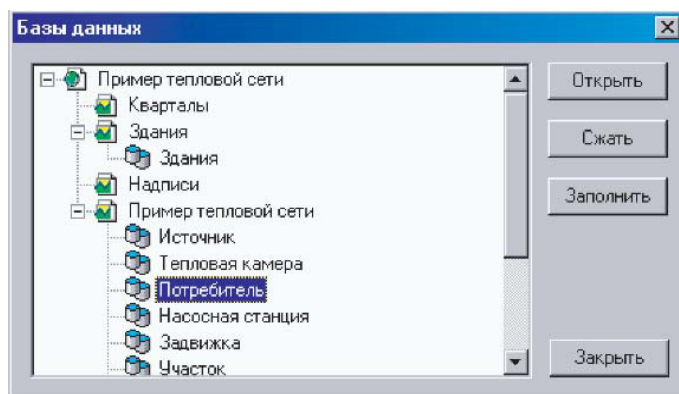 Базы данных
Пример тепловой сети
Кварталы
Здания
Здания
Надписи
Пример тепловой сети
Источник
Тепловая камера
Потребитель
Насосная станция
Задвижка
Участок
Открыть
Сжать
Заполнить
Закрыть